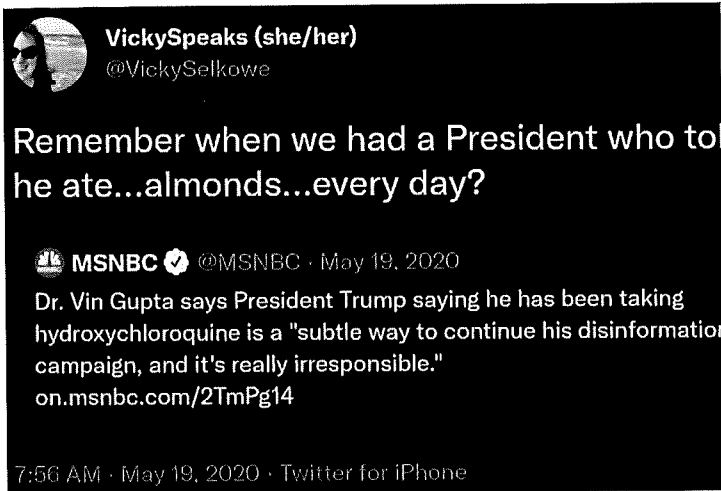 VickySpeaks (she/her)
@VickySelkowe
Remember when we had a President who
he ate...almonds...every day?
MSNBC @MSNBC · May 19, 2020
Dr. Vin Gupta says President Trump saying he has been taking
hydroxychloroquine is a "subtle way to continue his disinformation
campaign, and it's really irresponsible."
on.msnbc.com/2TmPg14
7:56 AM · May 19, 2020 · Twitter for iPhone